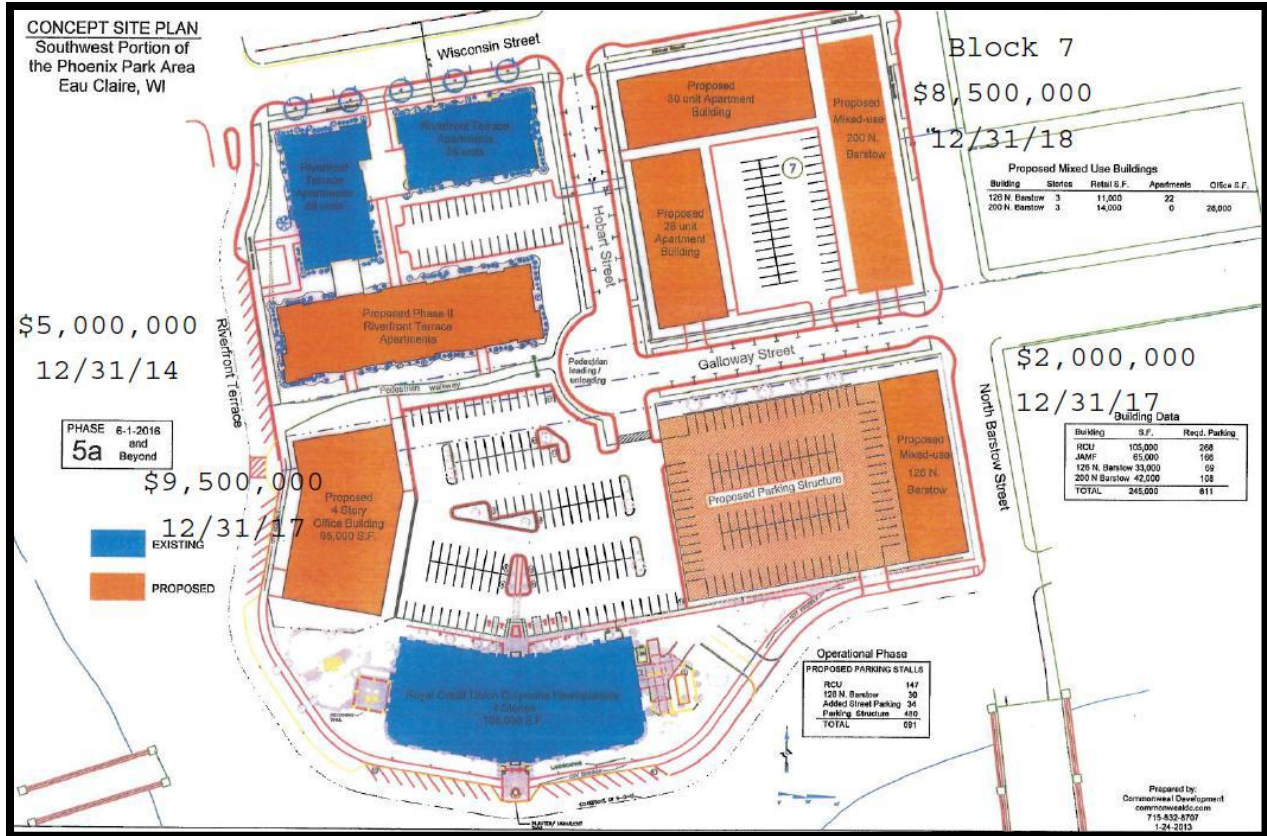 CONCEPT SITE PLAN
Southwest Portion of
the Phoenix Park Area
Eau Claire, WI
Wisconsin Street
Block 7
$8,500,000
12/31/18
Proposed Mixed Use Buildings
Building Stories Retail S.F. Apartments Office S.F.
128 N. Barstow 3 11,000 22
200 N. Barstow 3 14,000 0 28,000
Riverfront Terrace
Apartments
28 units
Riverfront
Terrace
Apartments
Proposed
30 unit Apartment
Building
Proposed
Mixed-use
200 N.
Barstow
7
Proposed
28 unit
Apartment
Building
Hobart Street
Proposed Phase II
Riverfront Terrace
Apartments
$5,000,000
12/31/14
Riverfront Terrace
Pedestrian walkway
Pedestrian
loading/
unloading
Galloway Street
$2,000,000
12/31/17
North Barstow Street
Building Data
Building S.F. Reqd. Parking
RCU 105,000 268
JAMF 65,000 166
128 N. Barstow 33,000 69
200 N Barstow 42,000 108
TOTAL 245,000 611
PHASE 6-1-2016
5a and
Beyond
$9,500,000
12/31/17
EXISTING
PROPOSED
Proposed
4 Story
Office Building
65,000 S.F.
Proposed Parking Structure
Proposed
Mixed-use
128 N.
Barstow
Royal Credit Union Corporate Headquarters
4 Stories
105,000 S.F.
Operational Phase
PROPOSED PARKING STALLS
RCU 147
128 N. Barstow 30
Added Street Parking 34
Parking Structure 480
TOTAL 691
Prepared by:
Commonweal Development
commonwealdc.com
715-832-8707
1-24-2013